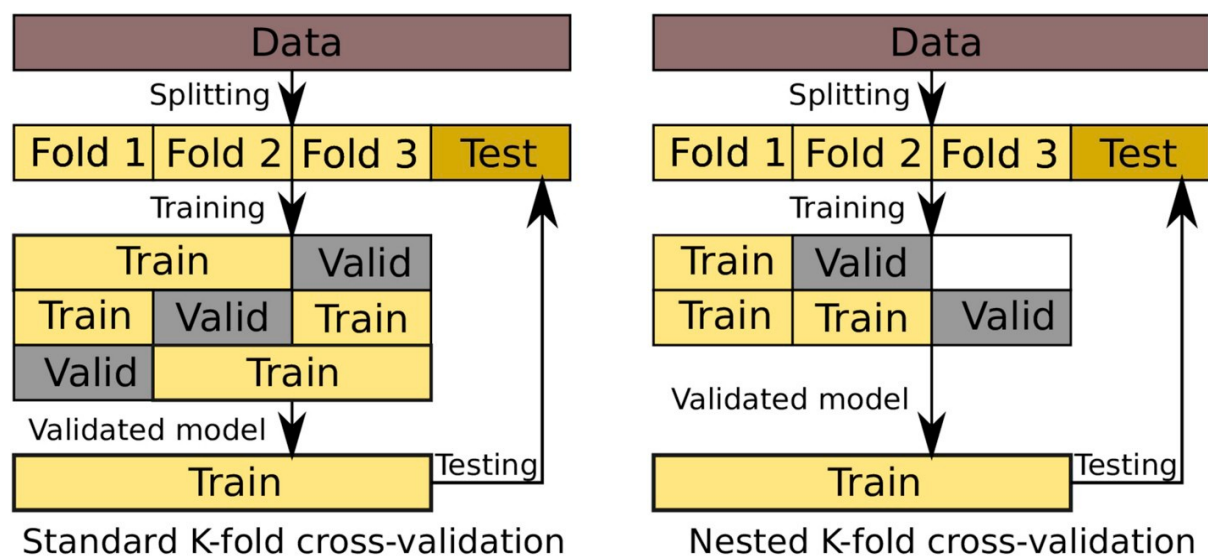 Data
Splitting
Fold 1 Fold 2 Fold 3 Test
Training
Train Valid
Train Valid Train
Valid Train
Validated model
Train Testing
Standard K-fold cross-validation
Data
Splitting
Fold 1 Fold 2 Fold 3 Test
Training
Train Valid
Train Train Valid
Validated model
Train Testing
Nested K-fold cross-validation